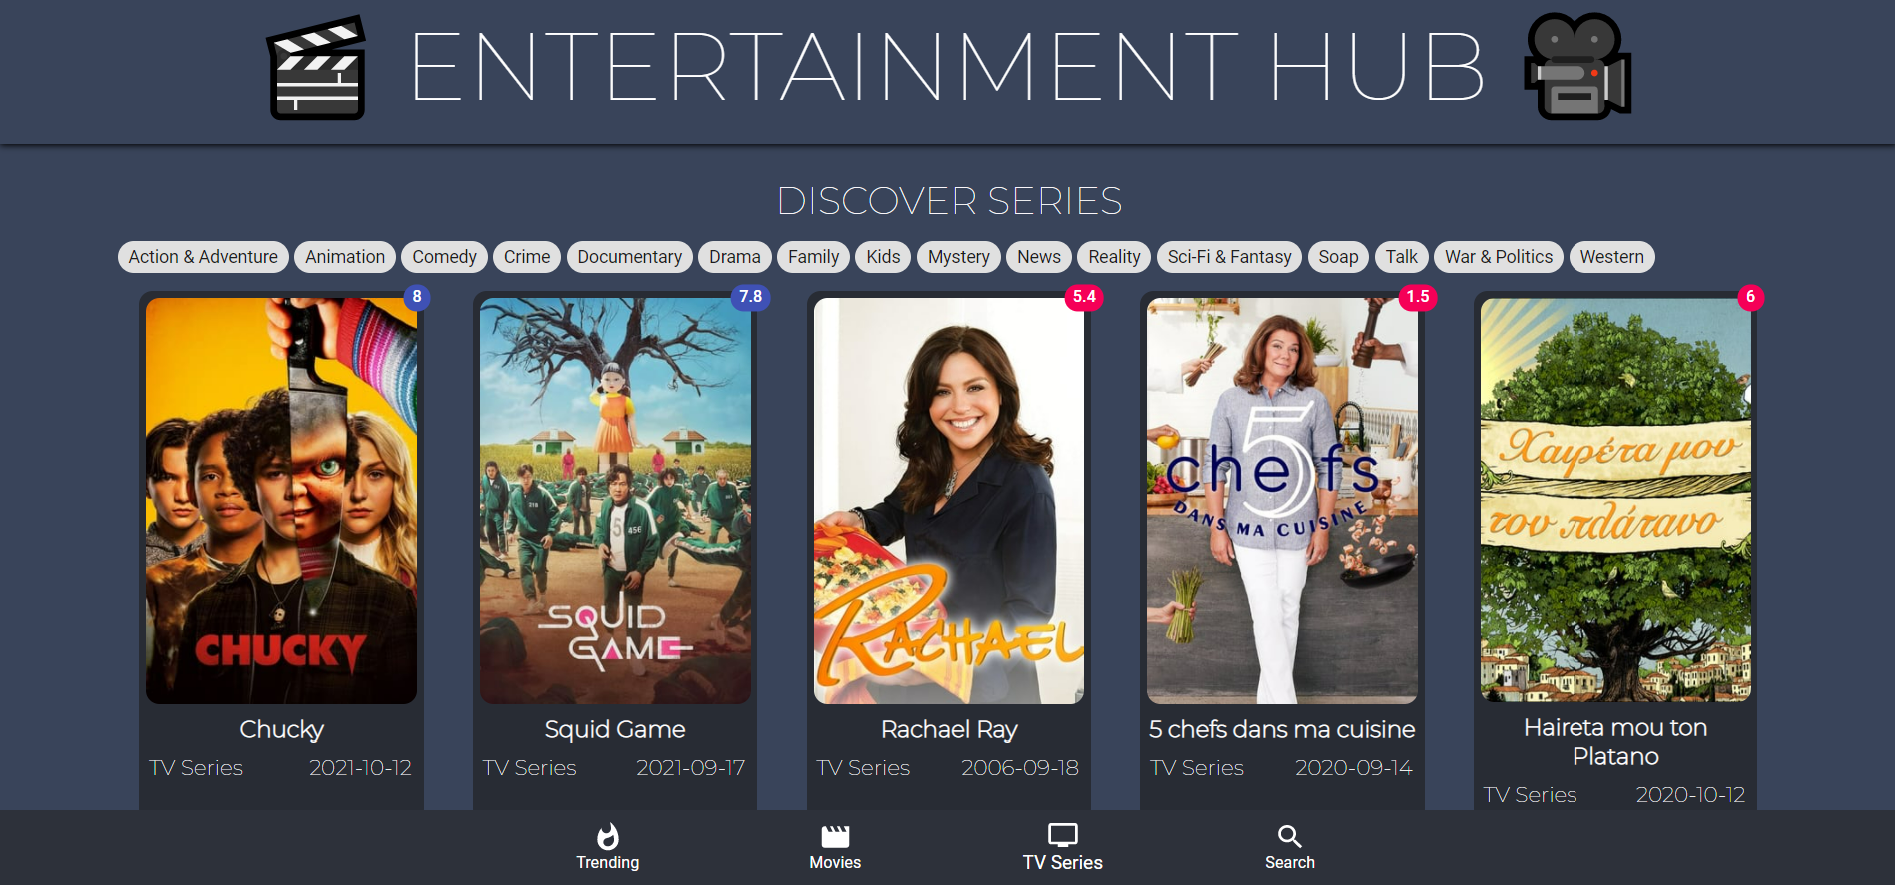 ENTERTAINMENT HUB
DISCOVER SERIES
Action & Adventure Animation Comedy Crime Documentary Drama Family Kids Mystery News Reality Sci-Fi & Fantasy Soap Talk War & Politics Western
8
7.8
5.4
1.5
6
CHUCKY
SQUID
GAME
RACHAEL
5
chefs
DANS MA CUISINE
Χαιρέτα μου
τον πλάτανο
Chucky
TV Series 2021-10-12
Squid Game
TV Series 2021-09-17
Rachael Ray
TV Series 2006-09-18
5 chefs dans ma cuisine
TV Series 2020-09-14
Haireta mou ton
Platano
TV Series 2020-10-12
Trending Movies TV Series Search